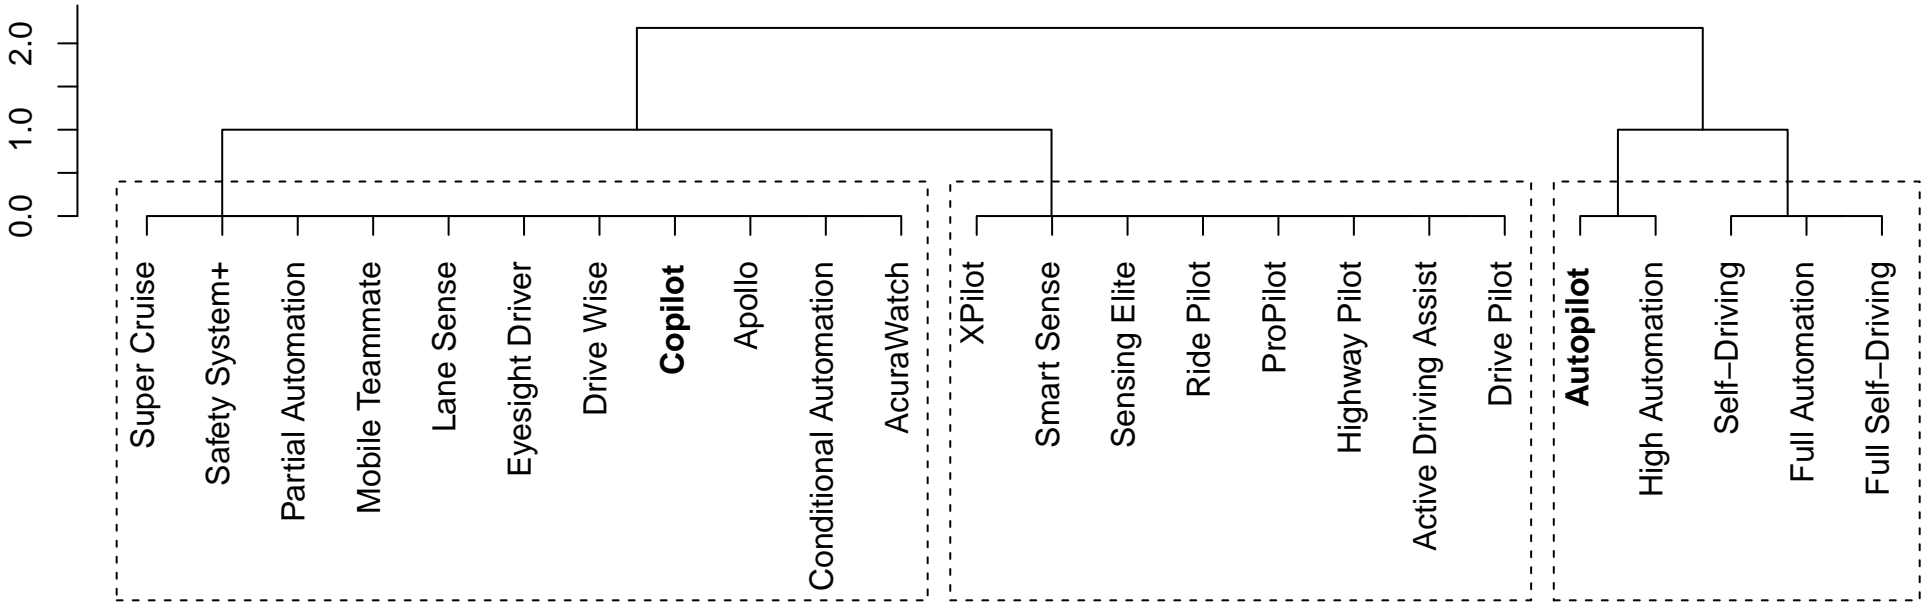 2.0
1.0
0.0
Super Cruise
Safety System+
Partial Automation
Mobile Teammate
Lane Sense
Eyesight Driver
Drive Wise
Copilot
Apollo
Conditional Automation
AcuraWatch
XPilot
Smart Sense
Sensing Elite
Ride Pilot
ProPilot
Highway Pilot
Active Driving Assist
Drive Pilot
Autopilot
High Automation
Self−Driving
Full Automation
Full Self−Driving